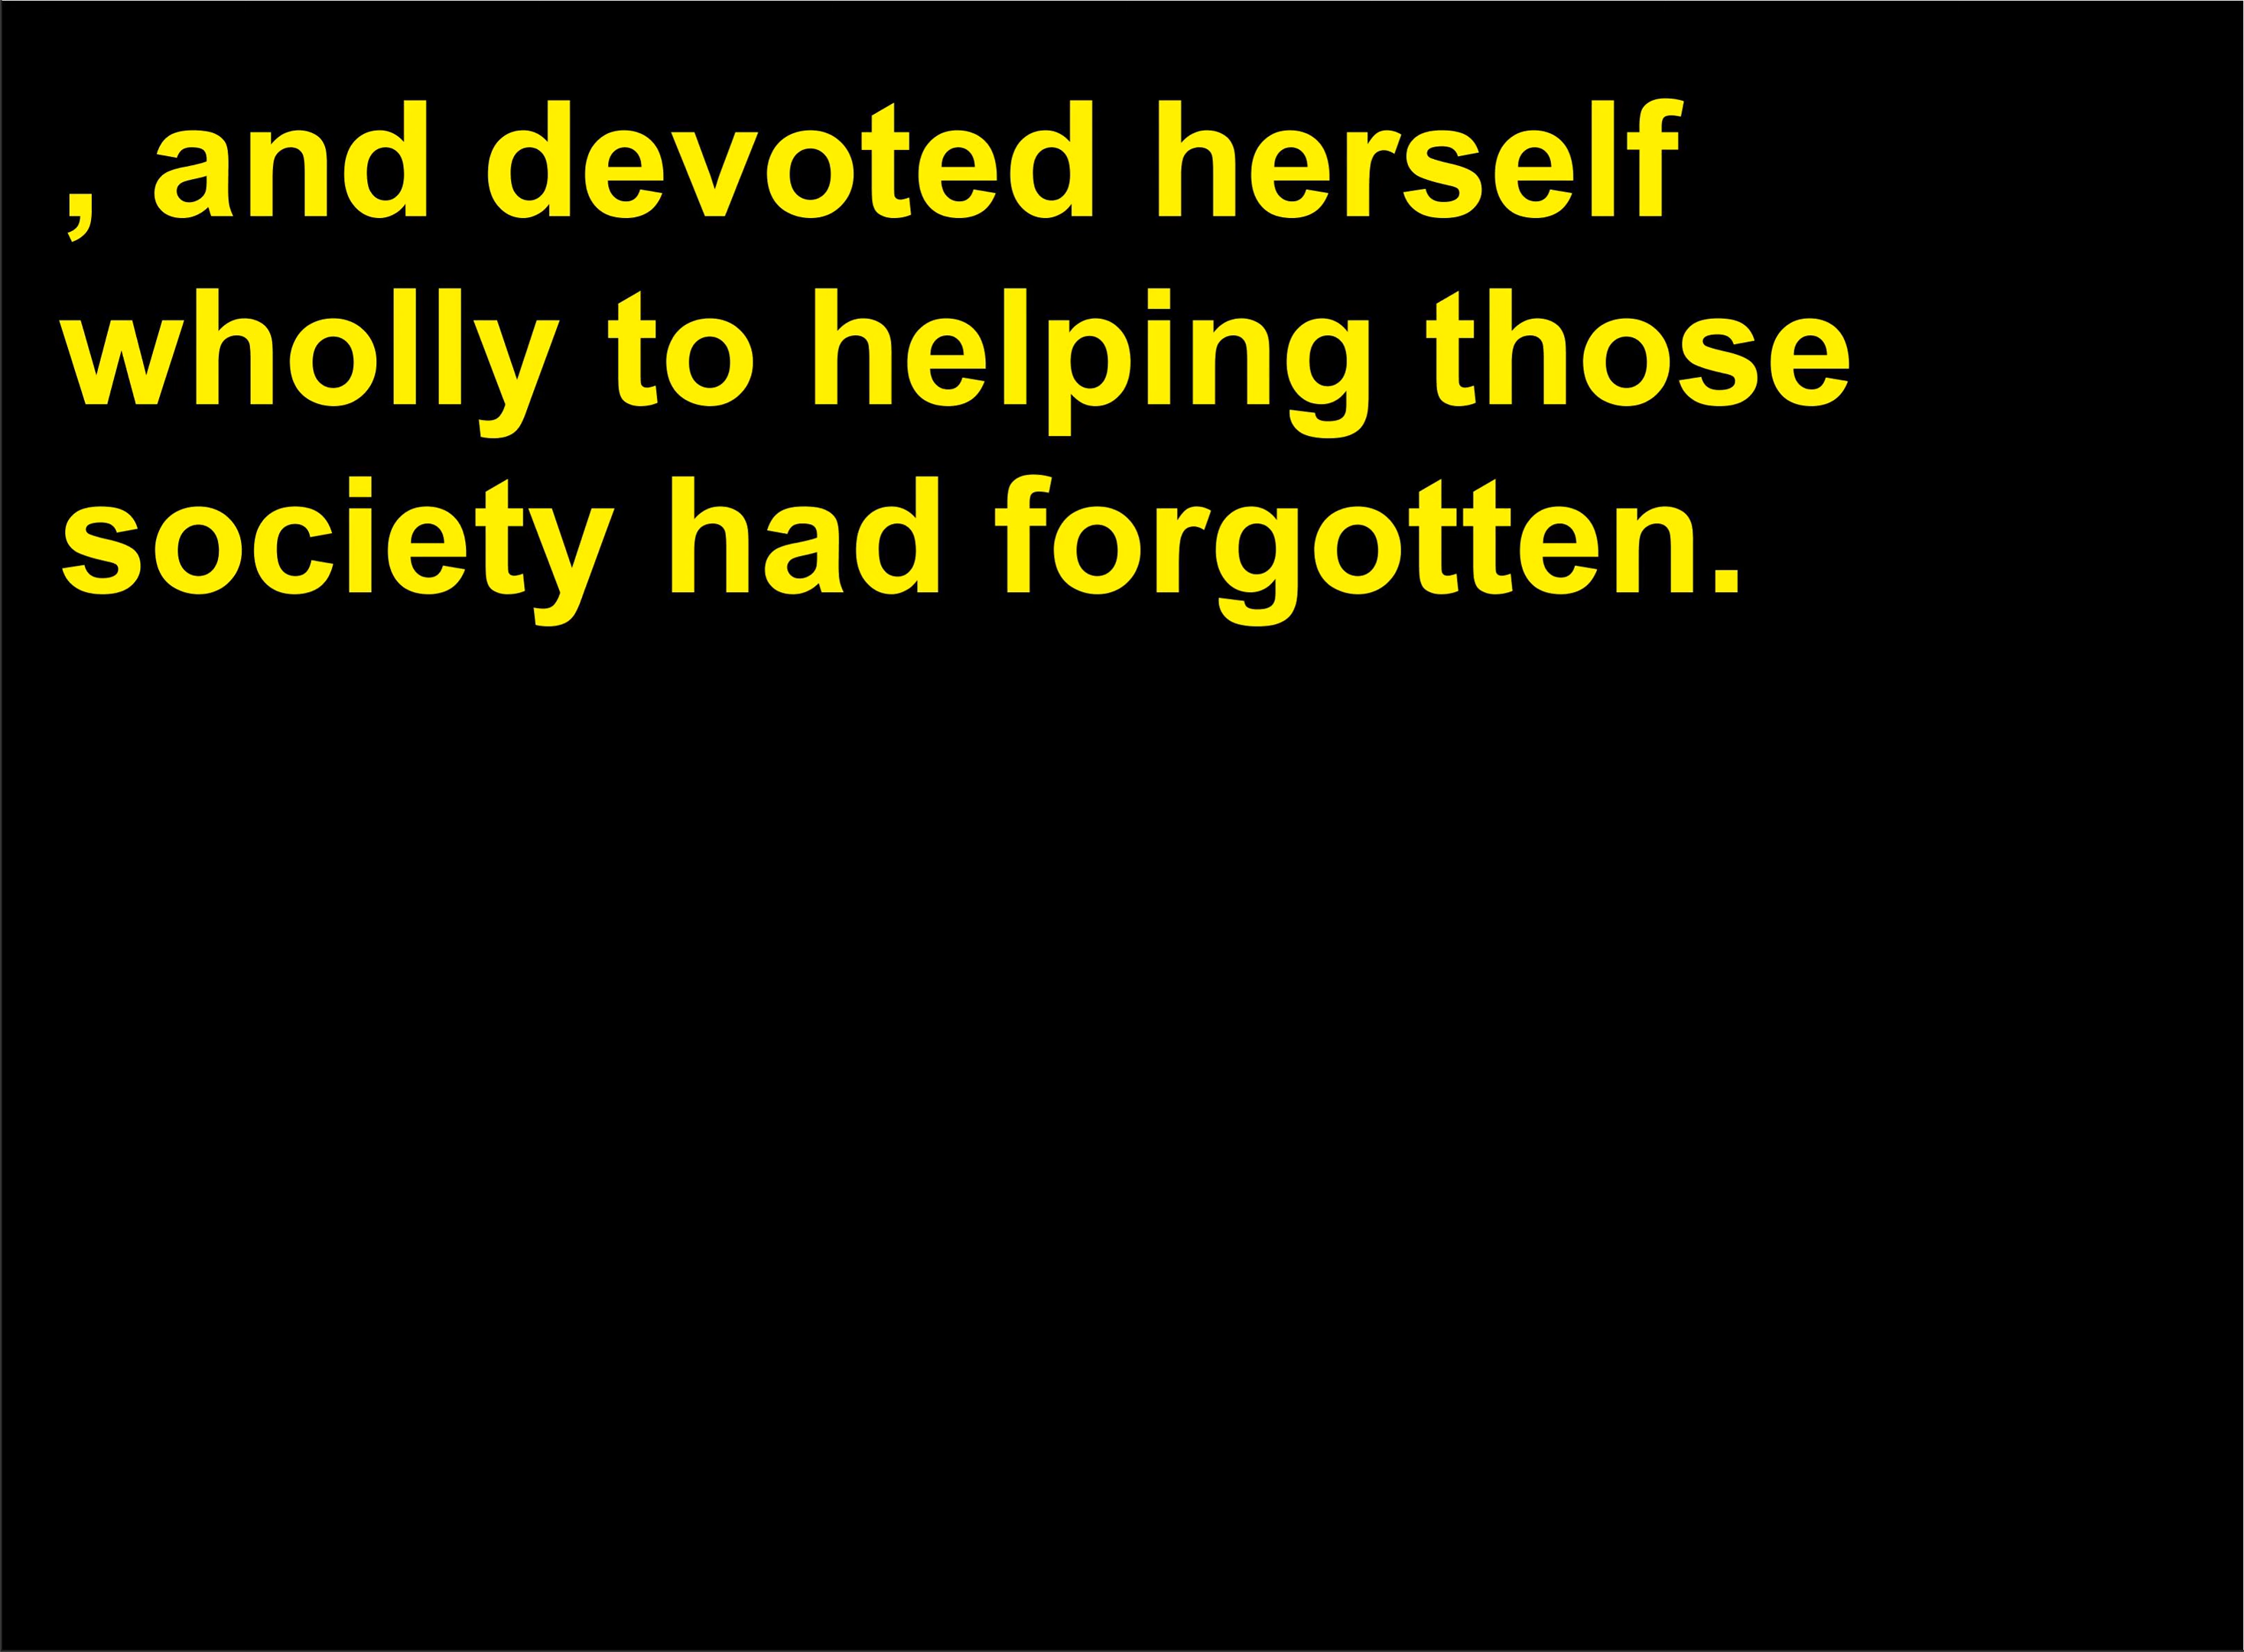 , and devoted herself
wholly to helping those
society had forgotten.